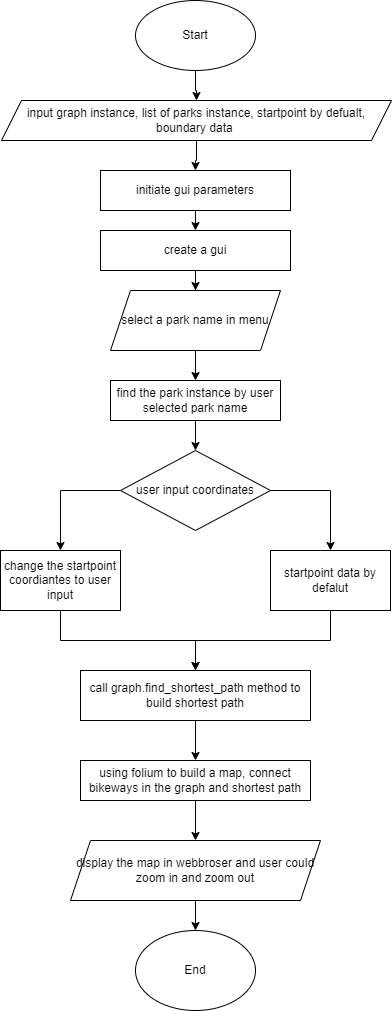 Start
input graph instance, list of parks instance, startpoint by defualt,
boundary data
initiate gui parameters
create a gui
select a park name in menu
find the park instance by user
selected park name
user input coordinates
change the startpoint
coordiantes to user
input
startpoint data by
defalut
call graph.find_shortest_path method to
build shortest path
using folium to build a map, connect
bikeways in the graph and shortest path
display the map in webbroser and user could
zoom in and zoom out
End